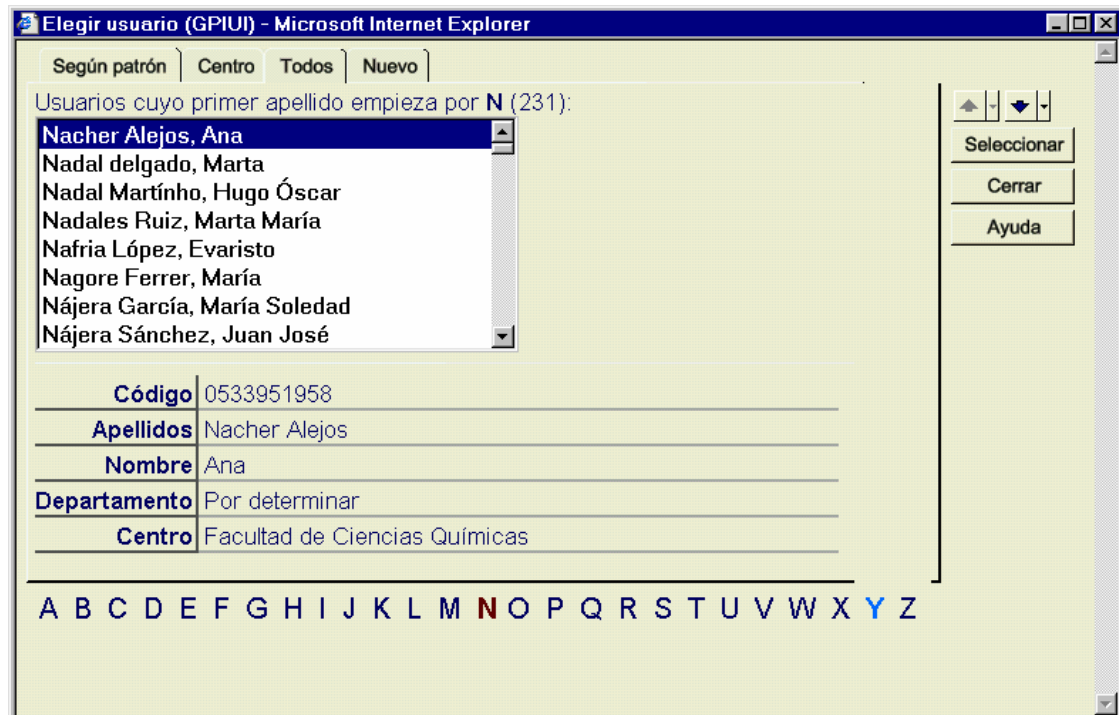 Elegir usuario (GPIUI) - Microsoft Internet Explorer
Según patrón Centro Todos Nuevo
Usuarios cuyo primer apellido empieza por N (231):
Nacher Alejos, Ana
Nadal delgado, Marta
Nadal Martínho, Hugo Óscar
Nadales Ruiz, Marta María
Nafria López, Evaristo
Nagore Ferrer, María
Nájera García, María Soledad
Nájera Sánchez, Juan José
Seleccionar
Cerrar
Ayuda
Código 0533951958
Apellidos Nacher Alejos
Nombre Ana
Departamento Por determinar
Centro Facultad de Ciencias Químicas
A B C D E F G H I J K L M N O P Q R S T U V W X Y Z